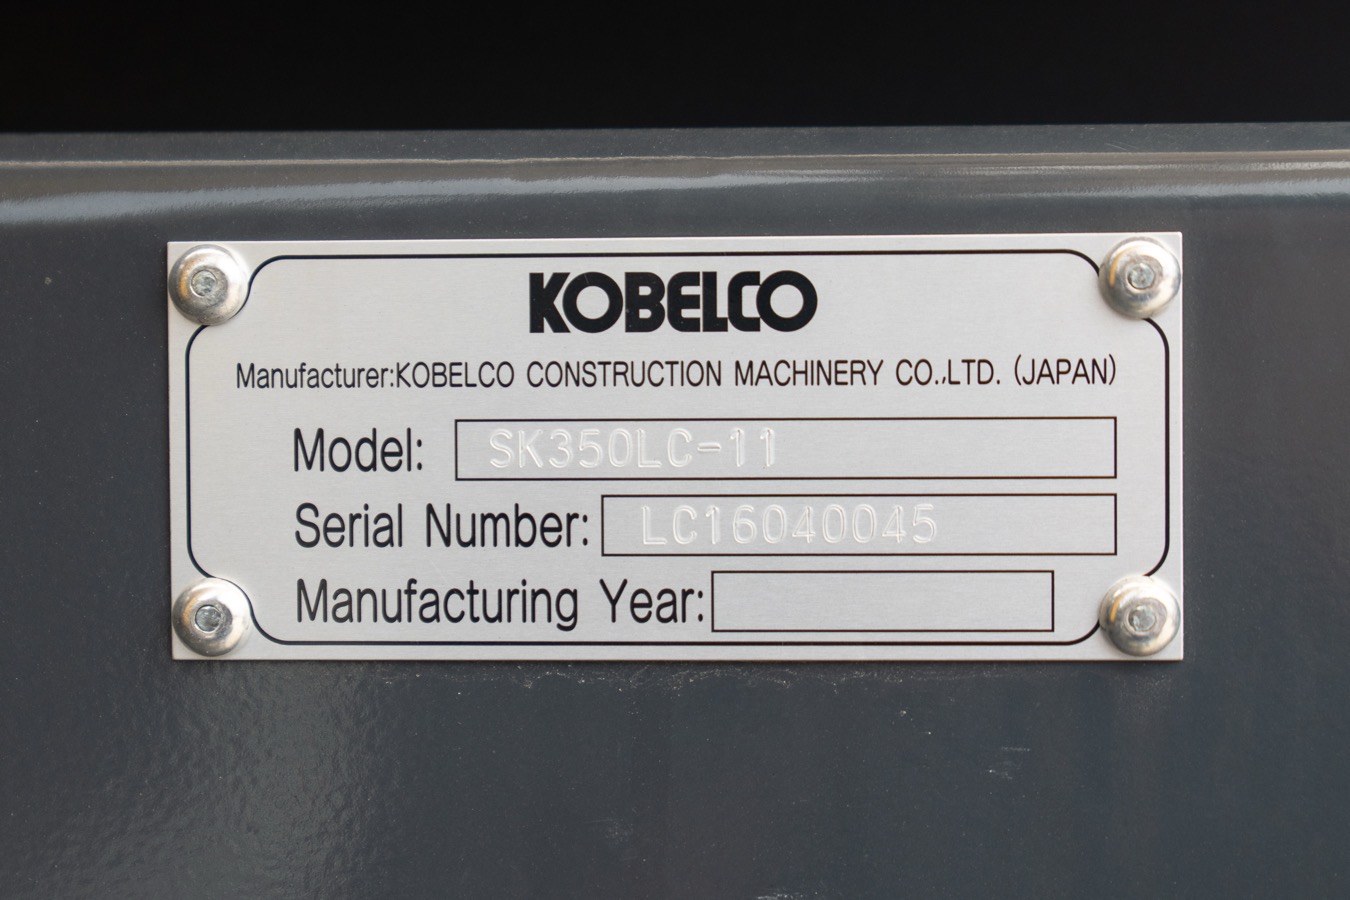 KOBELCO
Manufacturer:KOBELCO CONSTRUCTION MACHINERY CO.,LTD. (JAPAN)
Model: SK350LC-11
Serial Number: LC16040045
Manufacturing Year: